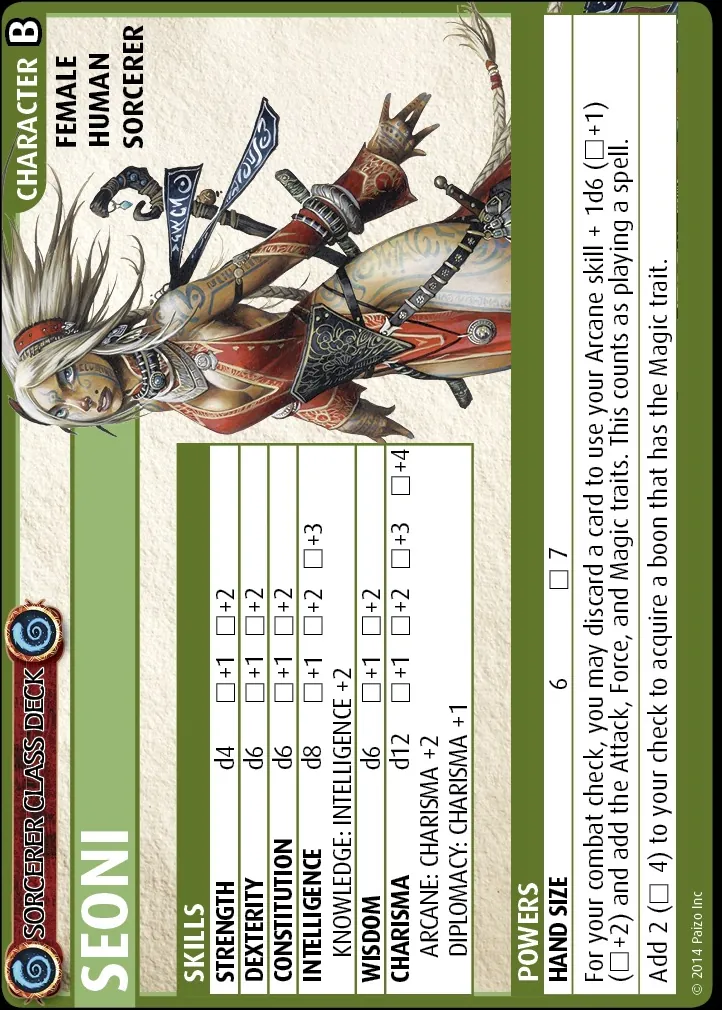 SORCERER CLASS DECK
CHARACTER B
SEONI
FEMALE
HUMAN
SORCERER
SKILLS
STRENGTH d4 □+1 □+2
DEXTERITY d6 □+1 □+2
CONSTITUTION d6 □+1 □+2
INTELLIGENCE d8 □+1 □+2 □+3
KNOWLEDGE: INTELLIGENCE +2
WISDOM d6 □+1 □+2
CHARISMA d12 □+1 □+2 □+3 □+4
ARCANE: CHARISMA +2
DIPLOMACY: CHARISMA +1
POWERS
HAND SIZE 6 □ 7
For your combat check, you may discard a card to use your Arcane skill + 1d6 (□+1)
(□+2) and add the Attack, Force, and Magic traits. This counts as playing a spell.
Add 2 (□ 4) to your check to acquire a boon that has the Magic trait.
© 2014 Paizo Inc